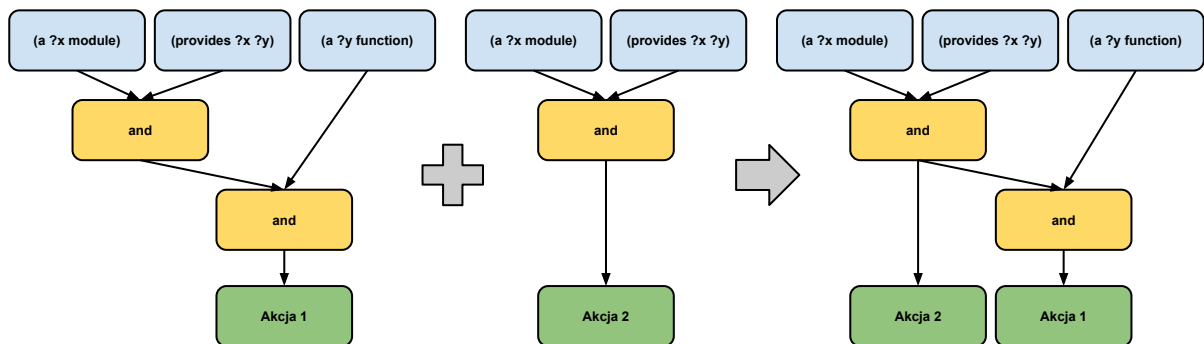 (a ?x module)
(provides ?x ?y)
(a ?y function)
(a ?x module)
(provides ?x ?y)
(a ?x module)
(provides ?x ?y)
(a ?y function)
and
and
and
and
and
Akcja 1
Akcja 2
Akcja 2
Akcja 1